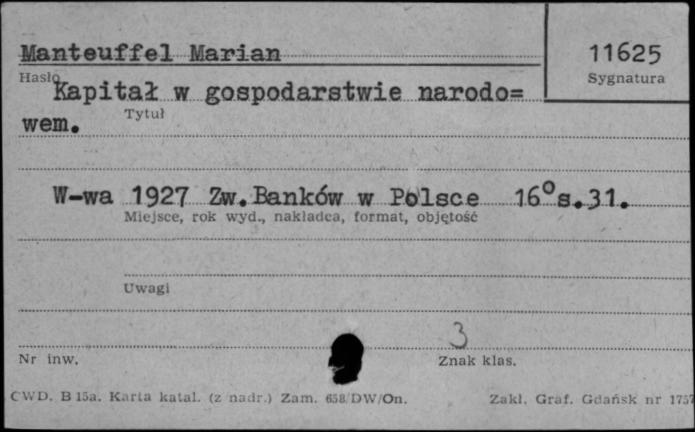 Manteuffel Marian
11625
Hasło
Sygnatura
Kapitał w gospodarstwie narodo=
wem.
Tytuł
W-wa 1927 Zw.Banków w Polsce 16°s.31.
Miejsce, rok wyd., nakładca, format, objętość
Uwagi
3
Nr inw.
Znak klas.
CWD. B 15a. Karta katal. (z nadr.) Zam. 658/DW/On.
Zakł. Graf. Gdańsk nr 1757